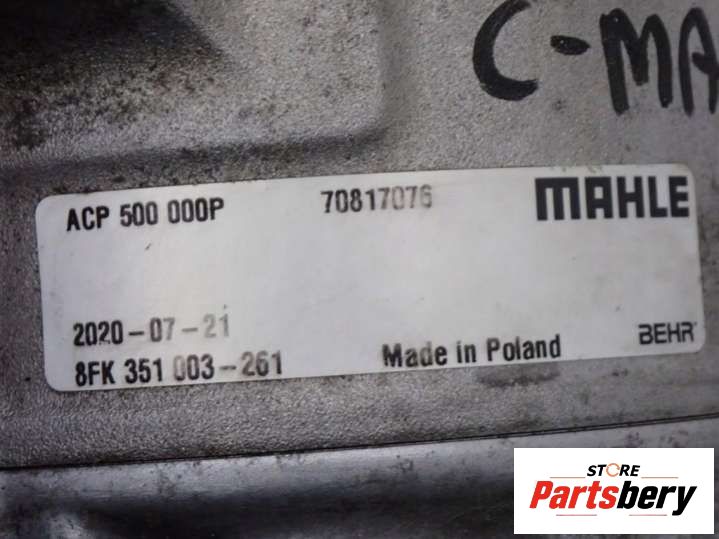 C-MA
ACP 500 000P 70817076 MAHLE
2020-07-21
8FK 351 003-261 Made in Poland BEHR
STORE
Partsbery